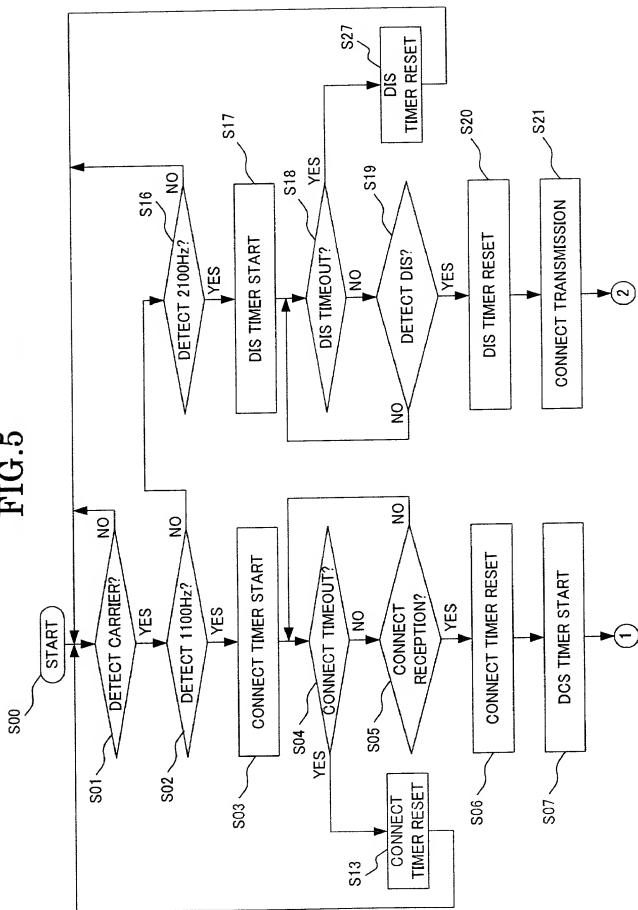 FIG.5
START
S00
DETECT CARRIER?
S01
NO
YES
DETECT 1100Hz?
S02
NO
YES
CONNECT TIMER START
S03
CONNECT TIMEOUT?
S04
YES
NO
CONNECT
TIMER RESET
S13
CONNECT
RECEPTION?
S05
NO
YES
CONNECT TIMER RESET
S06
DCS TIMER START
S07
1
DETECT 2100Hz?
S16
NO
YES
DIS TIMER START
S17
DIS TIMEOUT?
S18
YES
NO
DIS
TIMER RESET
S27
DETECT DIS?
S19
NO
YES
DIS TIMER RESET
S20
CONNECT TRANSMISSION
S21
2